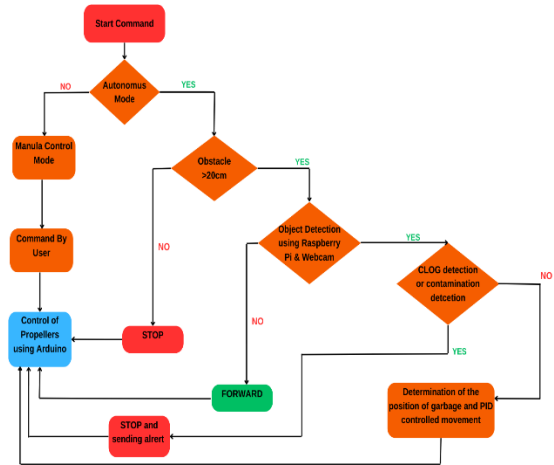 Start Command
Autonomus
Mode
NO
YES
Manula Control
Mode
Obstacle
>20cm
YES
NO
Command By
User
Object Detection
using Raspberry
Pi & Webcam
YES
NO
CLOG detection
or contamination
detcetion
NO
YES
Control of
Propellers
using Arduino
STOP
FORWARD
STOP and
sending alrert
Determination of the
position of garbage and PID
controlled movement